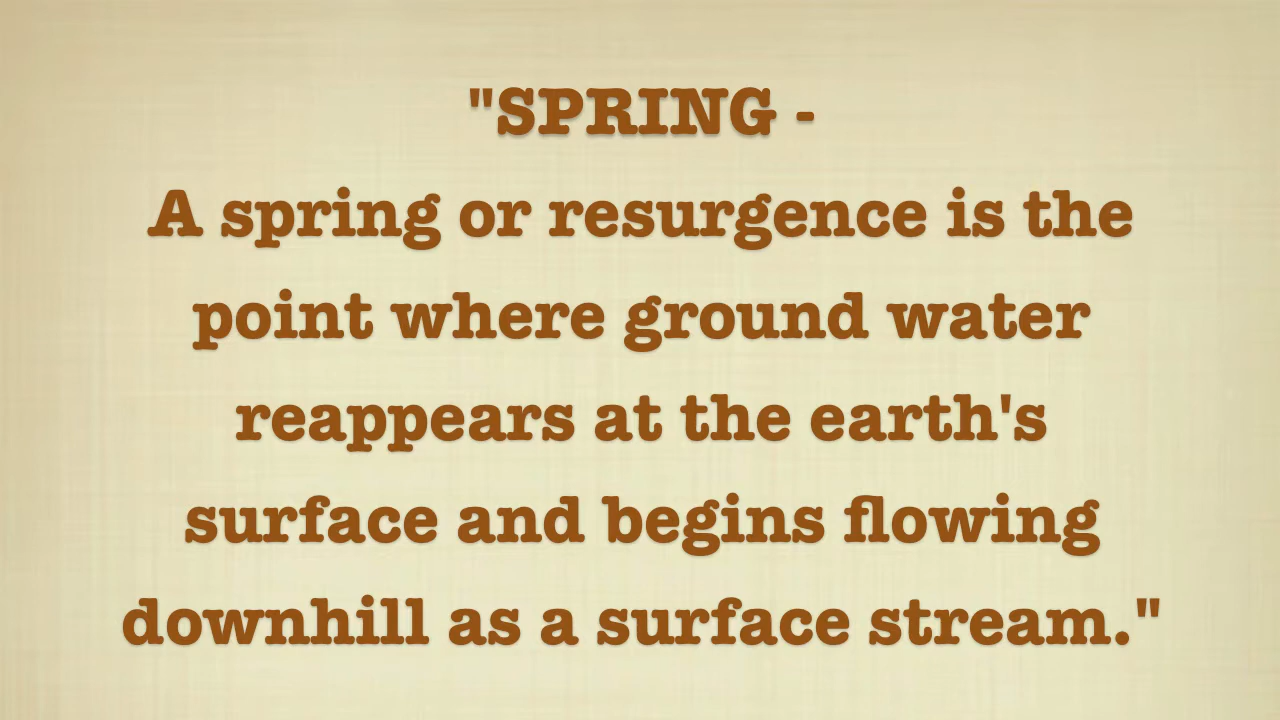 "SPRING -
A spring or resurgence is the
point where ground water
reappears at the earth's
surface and begins flowing
downhill as a surface stream."